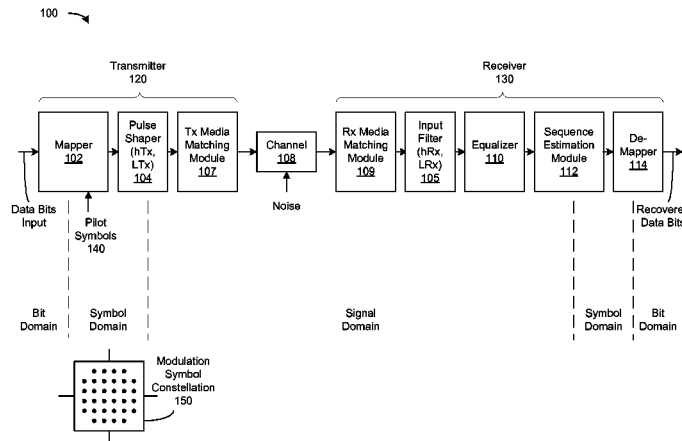 100
Transmitter
120
Receiver
130
Mapper
102
Pulse
Shaper
(hTx,
LTx)
104
Tx Media
Matching
Module
107
Channel
108
Rx Media
Matching
Module
109
Input
Filter
(hRx,
LRx)
105
Equalizer
110
Sequence
Estimation
Module
112
De-
Mapper
114
Data Bits
Input
Pilot
Symbols
140
Noise
Recovered
Data Bits
Bit
Domain
Symbol
Domain
Signal
Domain
Symbol
Domain
Bit
Domain
Modulation
Symbol
Constellation
150